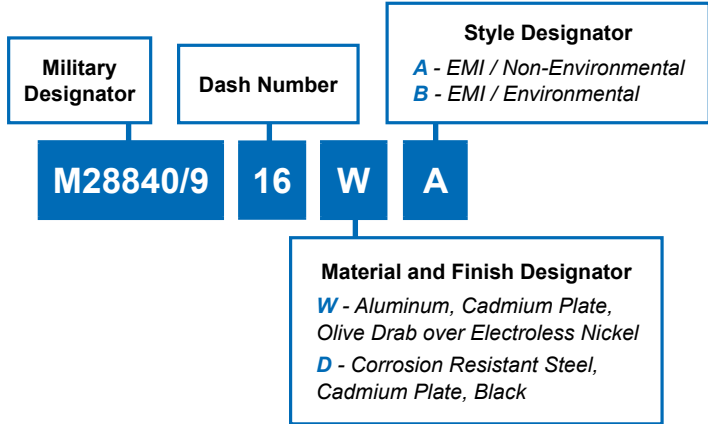 Style Designator
A - EMI / Non-Environmental
B - EMI / Environmental
Military
Designator
Dash Number
M28840/9
16
W
A
Material and Finish Designator
W - Aluminum, Cadmium Plate,
Olive Drab over Electroless Nickel
D - Corrosion Resistant Steel,
Cadmium Plate, Black